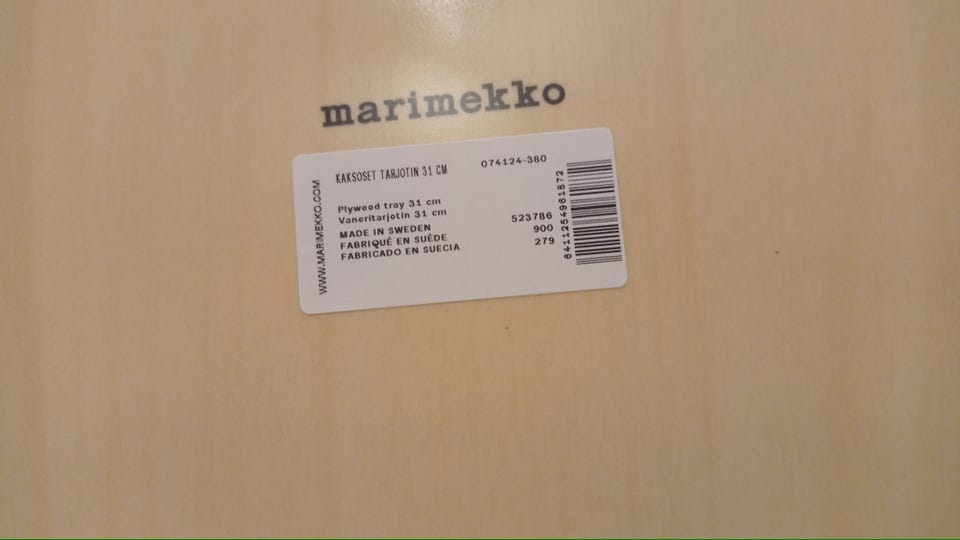 marimekko
KAKSOSET TARJOTIN 31 CM
074124-380
Plywood tray 31 cm
Vaneritarjotin 31 cm
MADE IN SWEDEN
FABRIQUÉ EN SUÈDE
FABRICADO EN SUECIA
523786
900
279
WWW.MARIMEKKO.COM
6411254961672